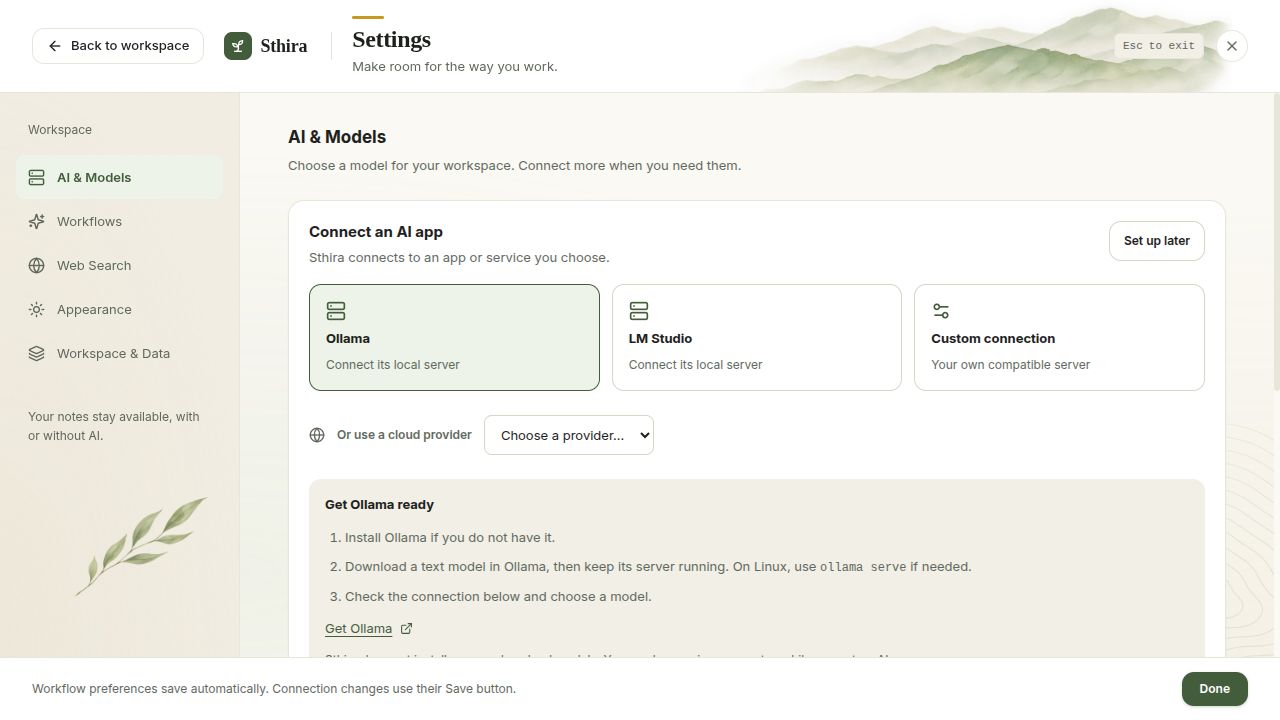 Back to workspace
Sthira
Settings
Make room for the way you work.
Esc to exit
Workspace
AI & Models
Workflows
Web Search
Appearance
Workspace & Data
Your notes stay available, with
or without AI.
AI & Models
Choose a model for your workspace. Connect more when you need them.
Connect an AI app
Sthira connects to an app or service you choose.
Set up later
Ollama
Connect its local server
LM Studio
Connect its local server
Custom connection
Your own compatible server
Or use a cloud provider
Choose a provider...
Get Ollama ready
1. Install Ollama if you do not have it.
2. Download a text model in Ollama, then keep its server running. On Linux, use ollama serve if needed.
3. Check the connection below and choose a model.
Get Ollama
Workflow preferences save automatically. Connection changes use their Save button.
Done